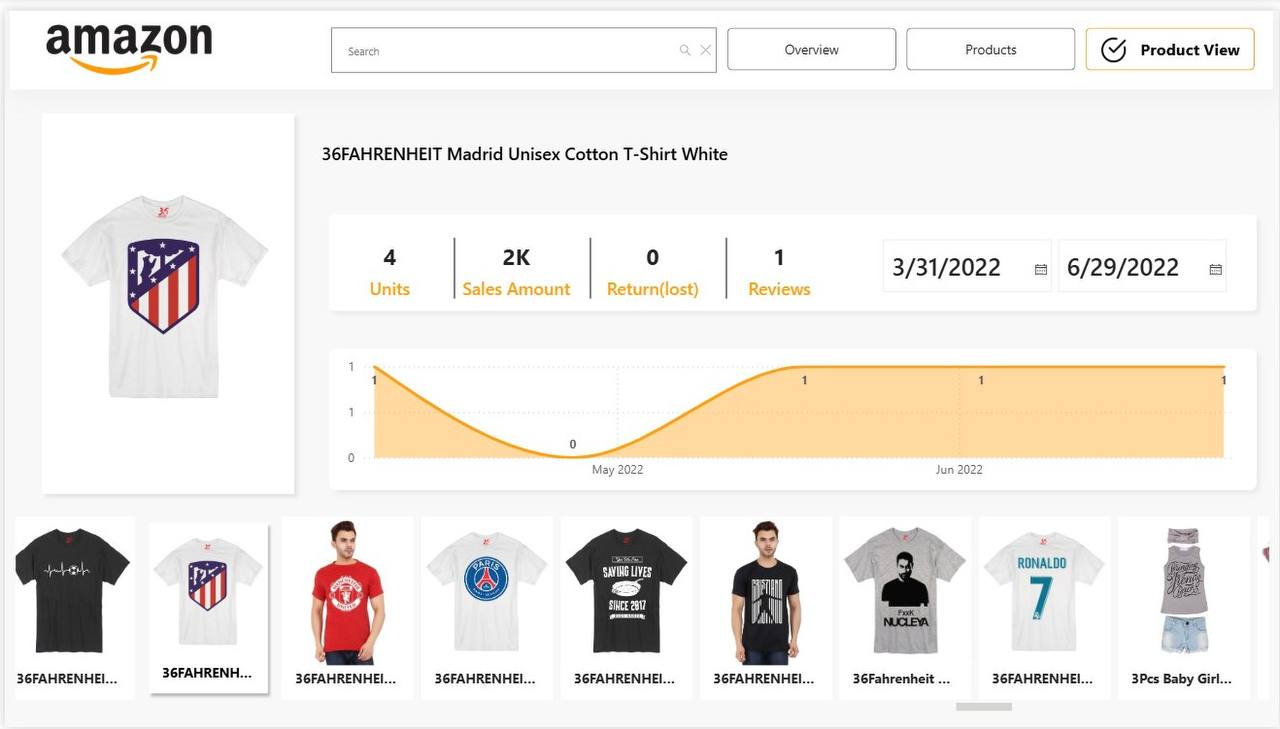 amazon
Search
Overview
Products
Product View
36FAHRENHEIT Madrid Unisex Cotton T-Shirt White
36
4
Units
2K
Sales Amount
0
Return(lost)
1
Reviews
3/31/2022
6/29/2022
1
1
0
1
0
1
1
1
May 2022
Jun 2022
PARIS
SAVING LIVES
SINCE 2017
CRISTIANO
FxxK
NUCLEYA
RONALDO
7
36FAHRENHEI...
36FAHRENH...
36FAHRENHEI...
36FAHRENHEI...
36FAHRENHEI...
36FAHRENHEI...
36Fahrenheit ...
36FAHRENHEI...
3Pcs Baby Girl...